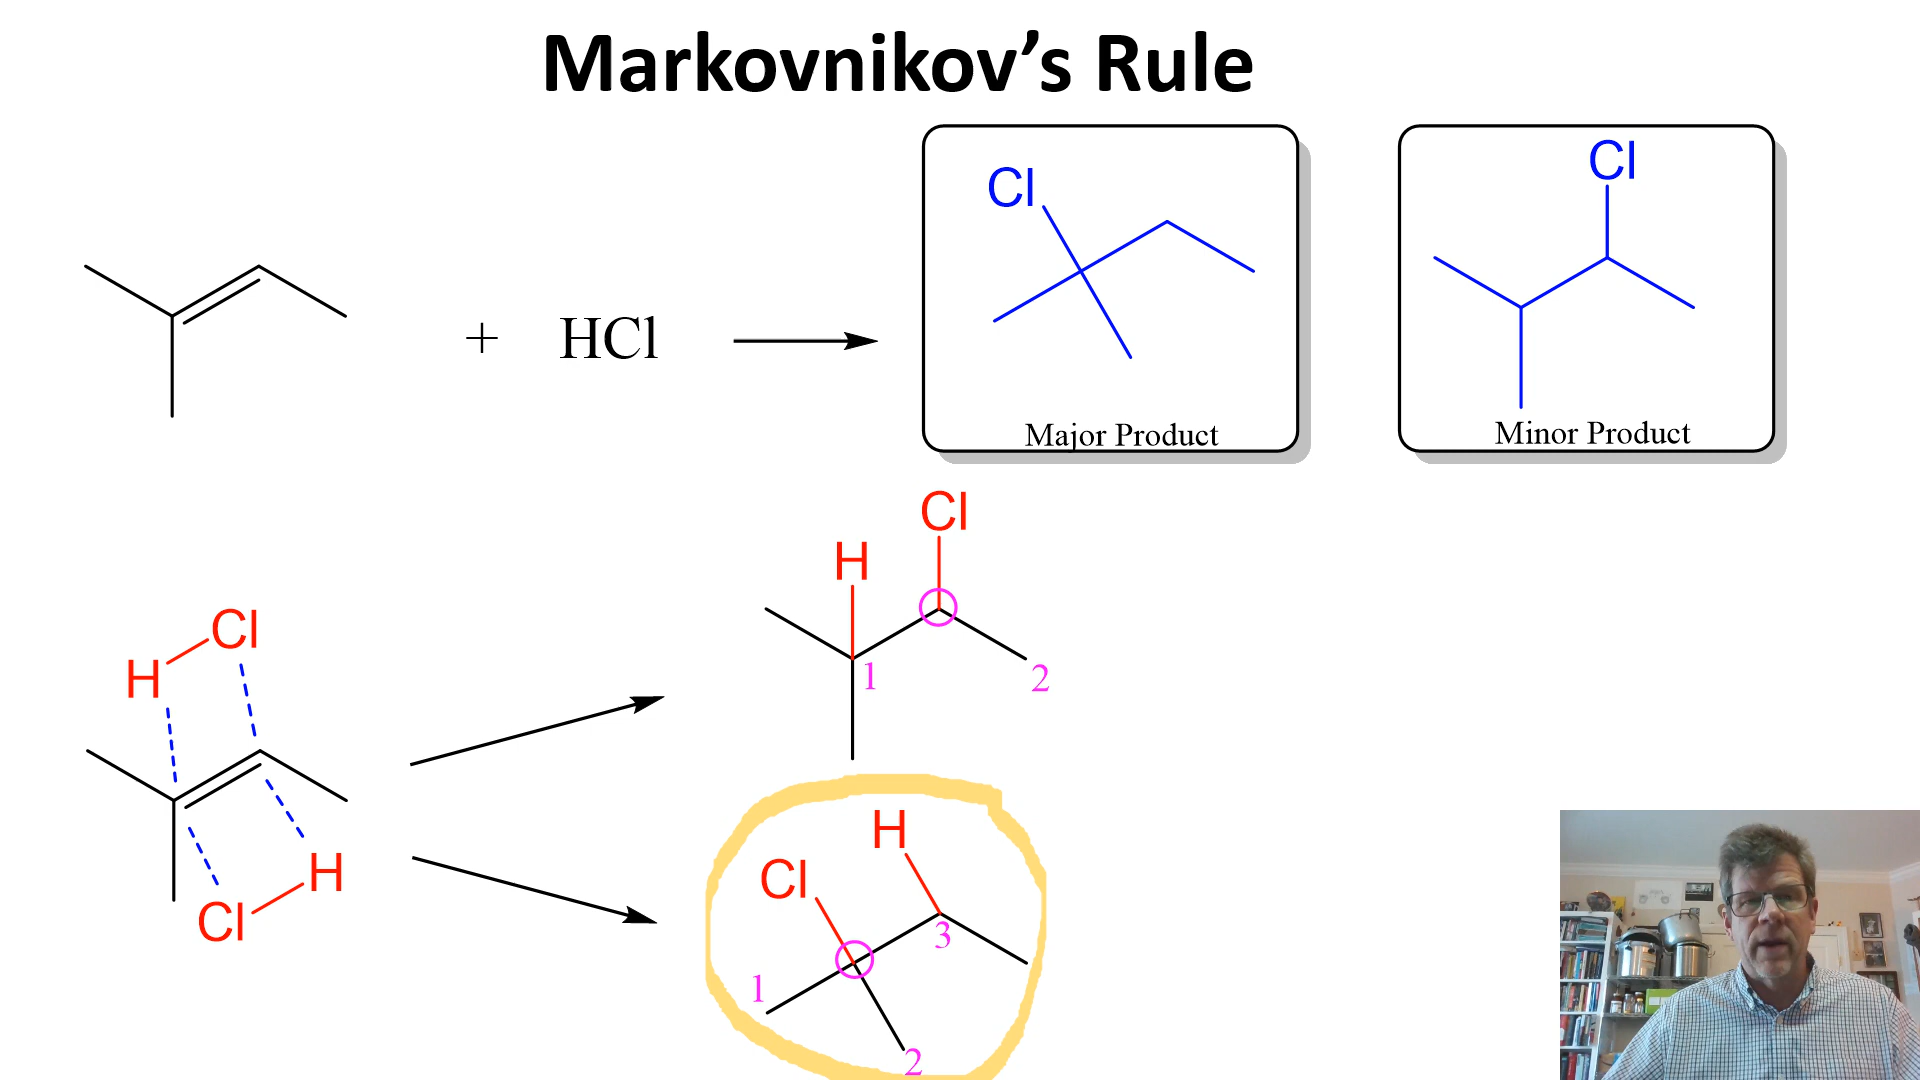 Markovnikov’s Rule
Cl
Cl
+ HCl
Major Product
Minor Product
Cl
H
1
2
Cl
H
H
Cl
H
Cl
3
1
2